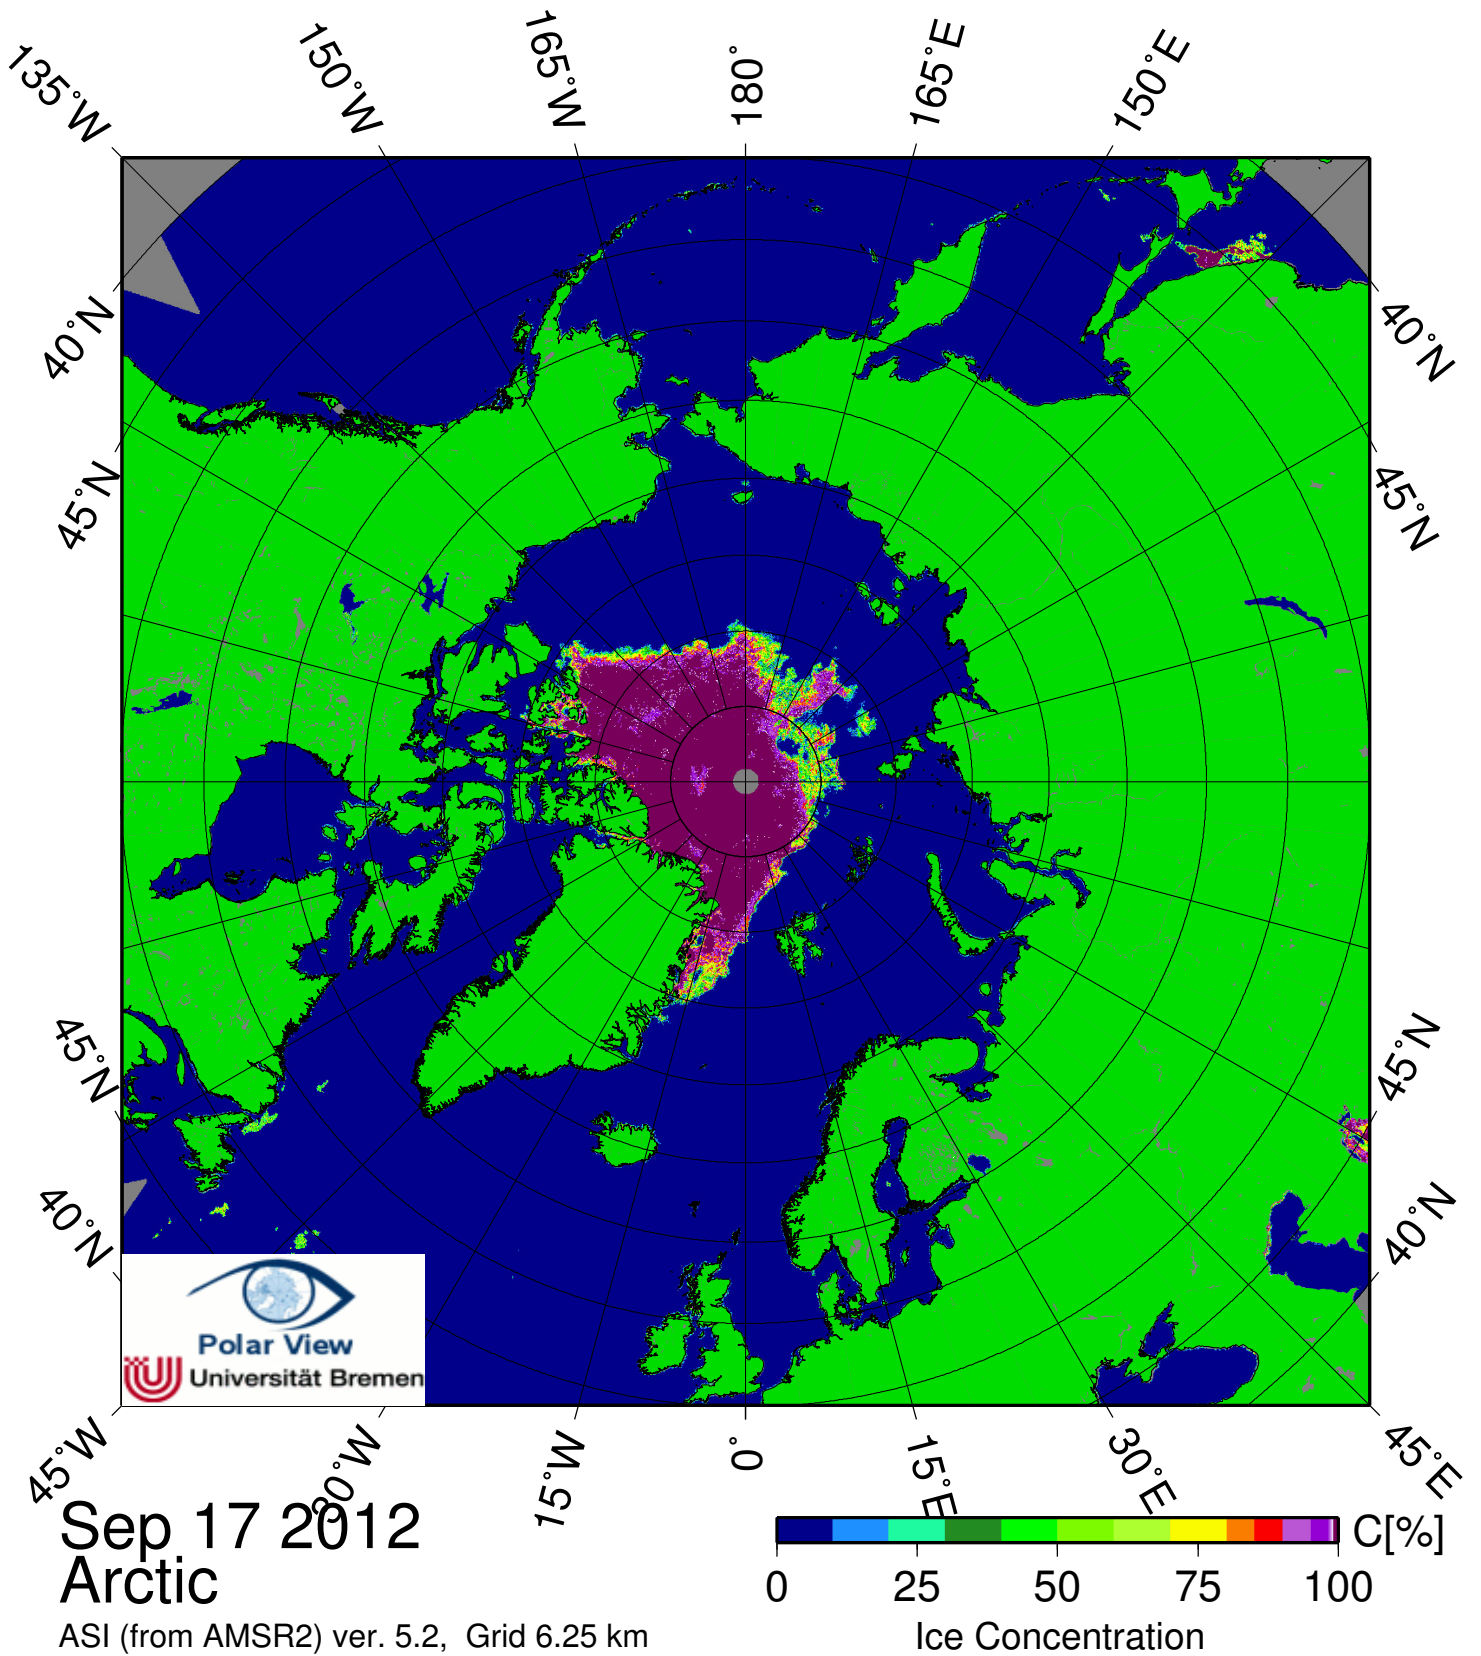 135°W
150°W
165°W
180°
165°E
150°E
40°N
40°N
45°N
45°N
45°N
45°N
40°N
40°N
Polar View
Universität Bremen
45°W
30°W
15°W
0°
15°E
30°E
45°E
Sep 17 2012
Arctic
ASI (from AMSR2) ver. 5.2, Grid 6.25 km
C[%]
0 25 50 75 100
Ice Concentration